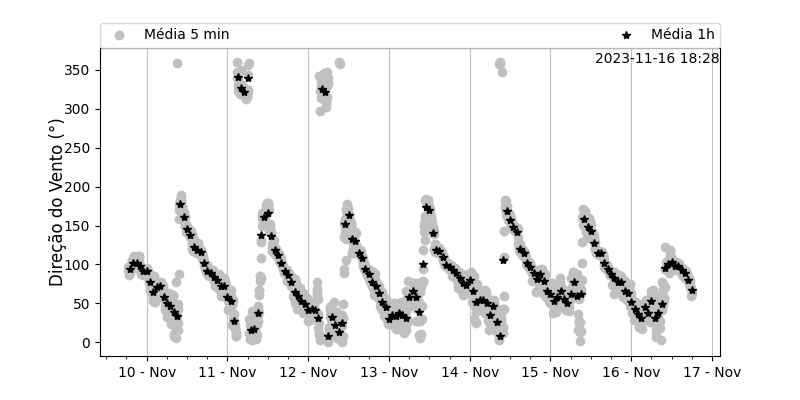 Média 5 min
Média 1h
2023-11-16 18:28
Direção do Vento (°)
350
300
250
200
150
100
50
0
10 - Nov
11 - Nov
12 - Nov
13 - Nov
14 - Nov
15 - Nov
16 - Nov
17 - Nov